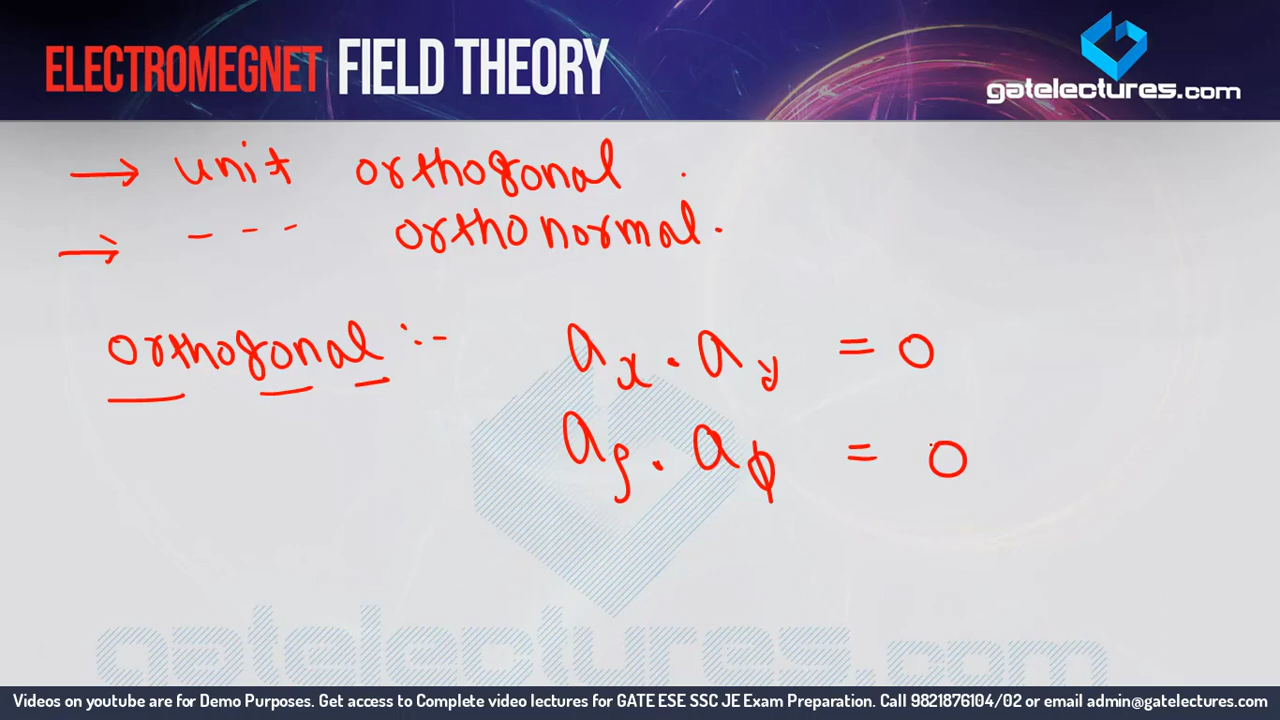 ELECTROMEGNET FIELD THEORY
gatelectures.com
→ unit orthogonal .
→ - - - orthonormal.
orthogonal :- aₓ . aᵧ = 0
aρ . aϕ = 0
gatelectures.com
Videos on youtube are for Demo Purposes. Get access to Complete video lectures for GATE ESE SSC JE Exam Preparation. Call 9821876104/02 or email admin@gatelectures.com